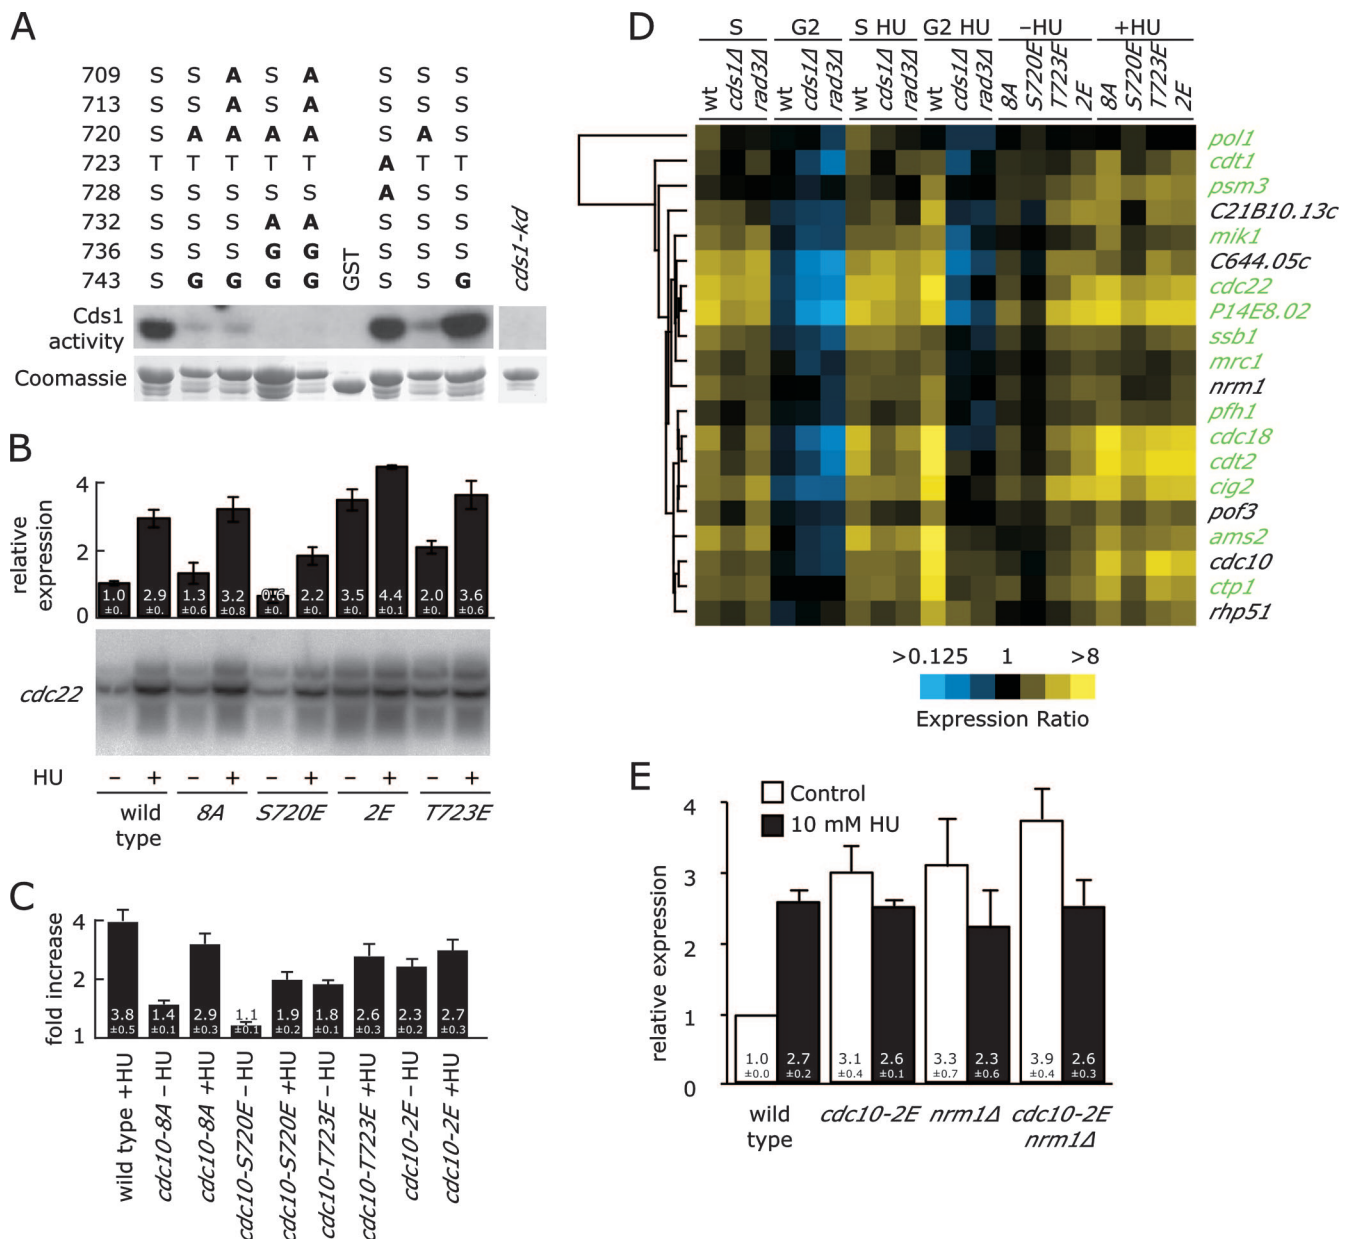 A
709 S S A S A S S S
713 S S A S A S S S
720 S A A A A S A S
723 T T T T T A T T
728 S S S S S A S S
732 S S S A A S S S
736 S S S G G S S S
743 S G G G G S S G
GST
cds1-kd
Cds1
activity
Coomassie
B
relative
expression
4
2
0
1.0 2.9 1.3 3.2 0.6 2.2 3.5 4.4 2.0 3.6
±0. ±0. ±0.6 ±0.8 ±0. ±0. ±0. ±0.1 ±0. ±0.6
cdc22
HU – + – + – + – + – +
wild
type
8A S720E 2E T723E
C
fold increase
4
2
1
3.8 1.4 2.9 1.1 1.9 1.8 2.6 2.3 2.7
±0.5 ±0.1 ±0.3 ±0.1 ±0.2 ±0.1 ±0.3 ±0.2 ±0.3
wild type +HU
cdc10-8A –HU
cdc10-8A +HU
cdc10-S720E –HU
cdc10-S720E +HU
cdc10-T723E –HU
cdc10-T723E +HU
cdc10-2E –HU
cdc10-2E +HU
D
S G2 S HU G2 HU –HU +HU
wt cds1Δ rad3Δ wt cds1Δ rad3Δ wt cds1Δ rad3Δ wt cds1Δ rad3Δ 8A S720E T723E 2E 8A S720E T723E 2E
pol1
cdt1
psm3
C21B10.13c
mik1
C644.05c
cdc22
P14E8.02
ssb1
mrc1
nrm1
pfh1
cdc18
cdt2
cig2
pof3
ams2
cdc10
ctp1
rhp51
>0.125 1 >8
Expression Ratio
E
Control
10 mM HU
relative expression
4
3
2
1
0
1.0 2.7 3.1 2.6 3.3 2.3 3.9 2.6
±0.0 ±0.2 ±0.4 ±0.1 ±0.7 ±0.6 ±0.4 ±0.3
wild
type
cdc10-2E nrm1Δ cdc10-2E
nrm1Δ